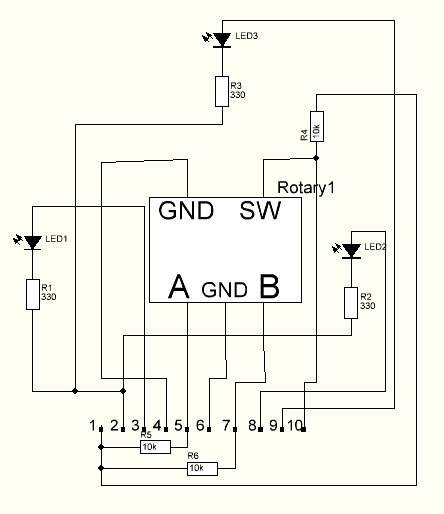 LED3
R3
330
R4
10k
Rotary1
GND SW
LED1
LED2
A GND B
R1
330
R2
330
1 2 3 4 5 6 7 8 9 10
R5
10k
R6
10k